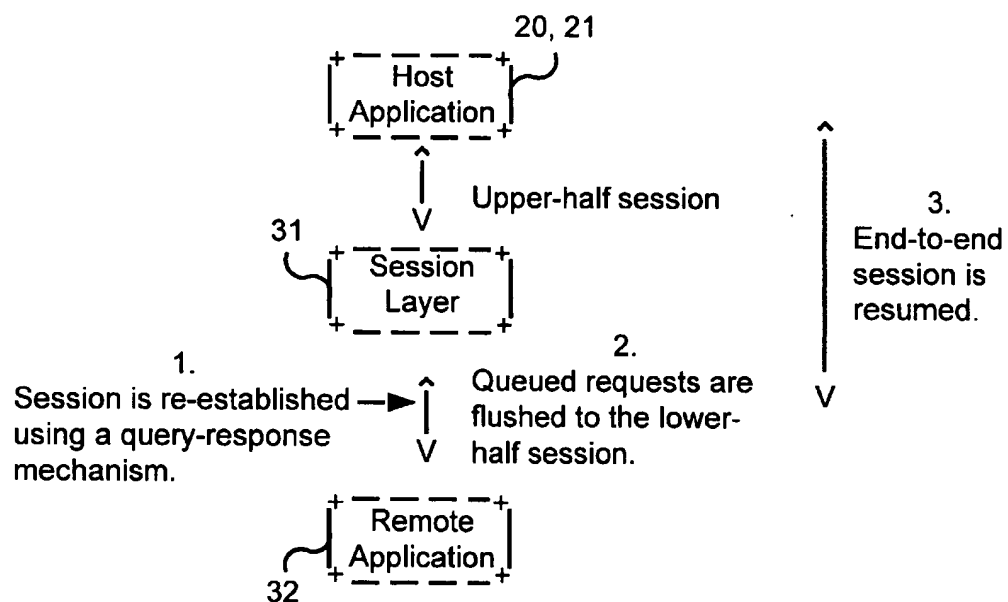 20, 21
Host
Application
Upper-half session
31
Session
Layer
3.
End-to-end
session is
resumed.
1.
Session is re-established
using a query-response
mechanism.
2.
Queued requests are
flushed to the lower-
half session.
Remote
Application
32